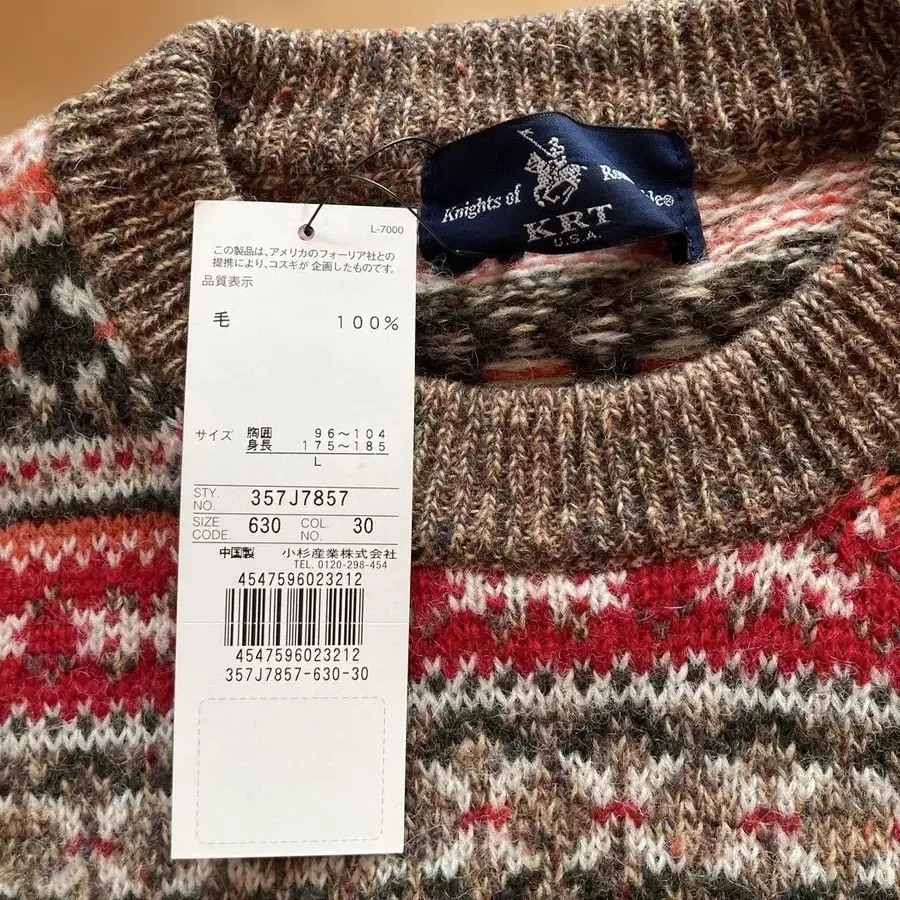 Knights of
KRT
U.S.A.
L-7000
この製品は、アメリカのフォーリア社との
提携により、コスギが 企画したものです。
品質表示
毛 100%
サイズ 胸囲 96〜104
身長 175〜185
L
STY. NO. 357J7857
SIZE CODE. 630 COL. NO. 30
中国製 小杉産業株式会社
TEL. 0120-298-454
4547596023212
4547596023212
357J7857-630-30